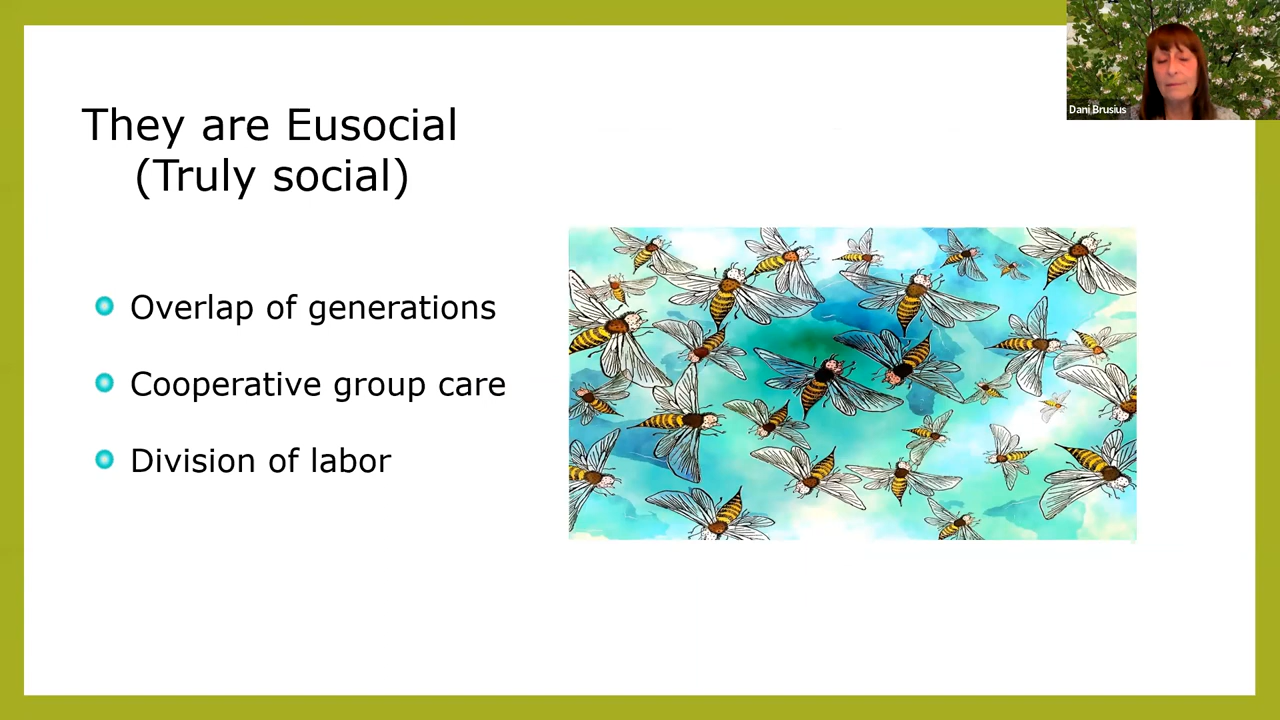 They are Eusocial
(Truly social)
Overlap of generations
Cooperative group care
Division of labor
Dani Brusius